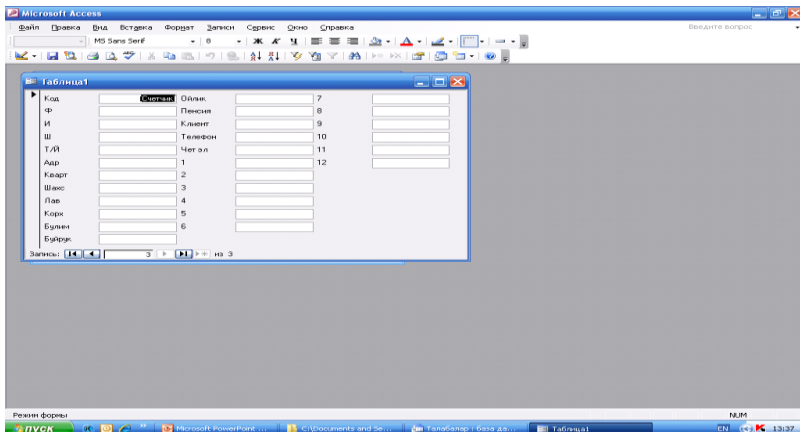 Microsoft Access
Файл Правка Вид Вставка Формат Записи Сервис Окно Справка
Введите вопрос
MS Sans Serif 8 Ж К Ч
Таблица1
Код Счетчик Ойлик 7
Ф Пенсия 8
И Клиент 9
Ш Телефон 10
Т/Й Чет эл 11
Адр 1 12
Кварт 2
Шахс 3
Лав 4
Корх 5
Булим 6
Буйрук
Запись: 3 из 3
Режим формы NUM
пуск Microsoft PowerPoint ... C:\Documents and Se... Талабалар : база да... Таблица1 EN 13:37